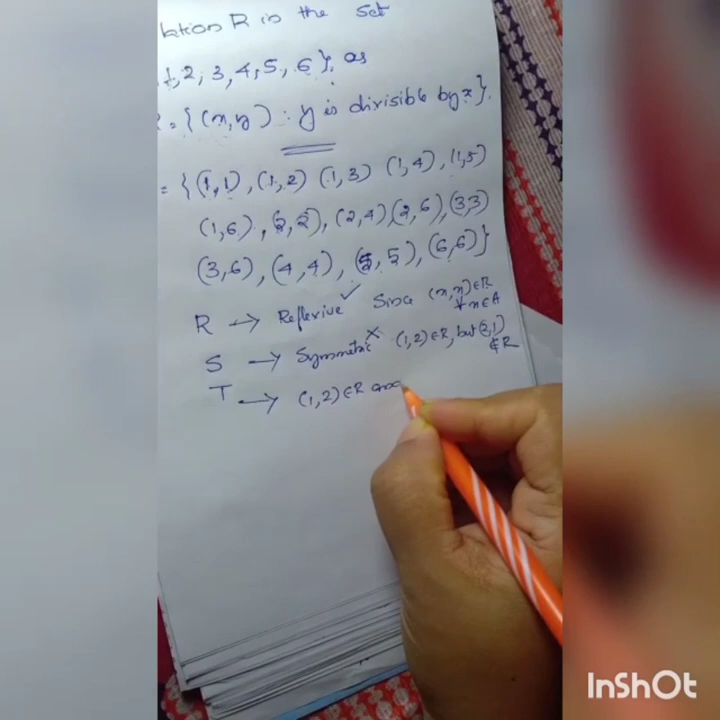 Relation R in the set
1, 2, 3, 4, 5, 6}, as
R = {(x, y) : y is divisible by x}.
= {(1,1), (1,2) (1,3) (1,4), (1,5)
(1,6), (2,2), (2,4) (2,6), (3,3)
(3,6), (4,4), (5,5), (6,6)}
R → Reflexive ✓ Since (x,x) ∈ R ∀ x ∈ A
S → Symmetric × (1,2) ∈ R, but (2,1) ∉ R
T → (1,2) ∈ R and
InShOt